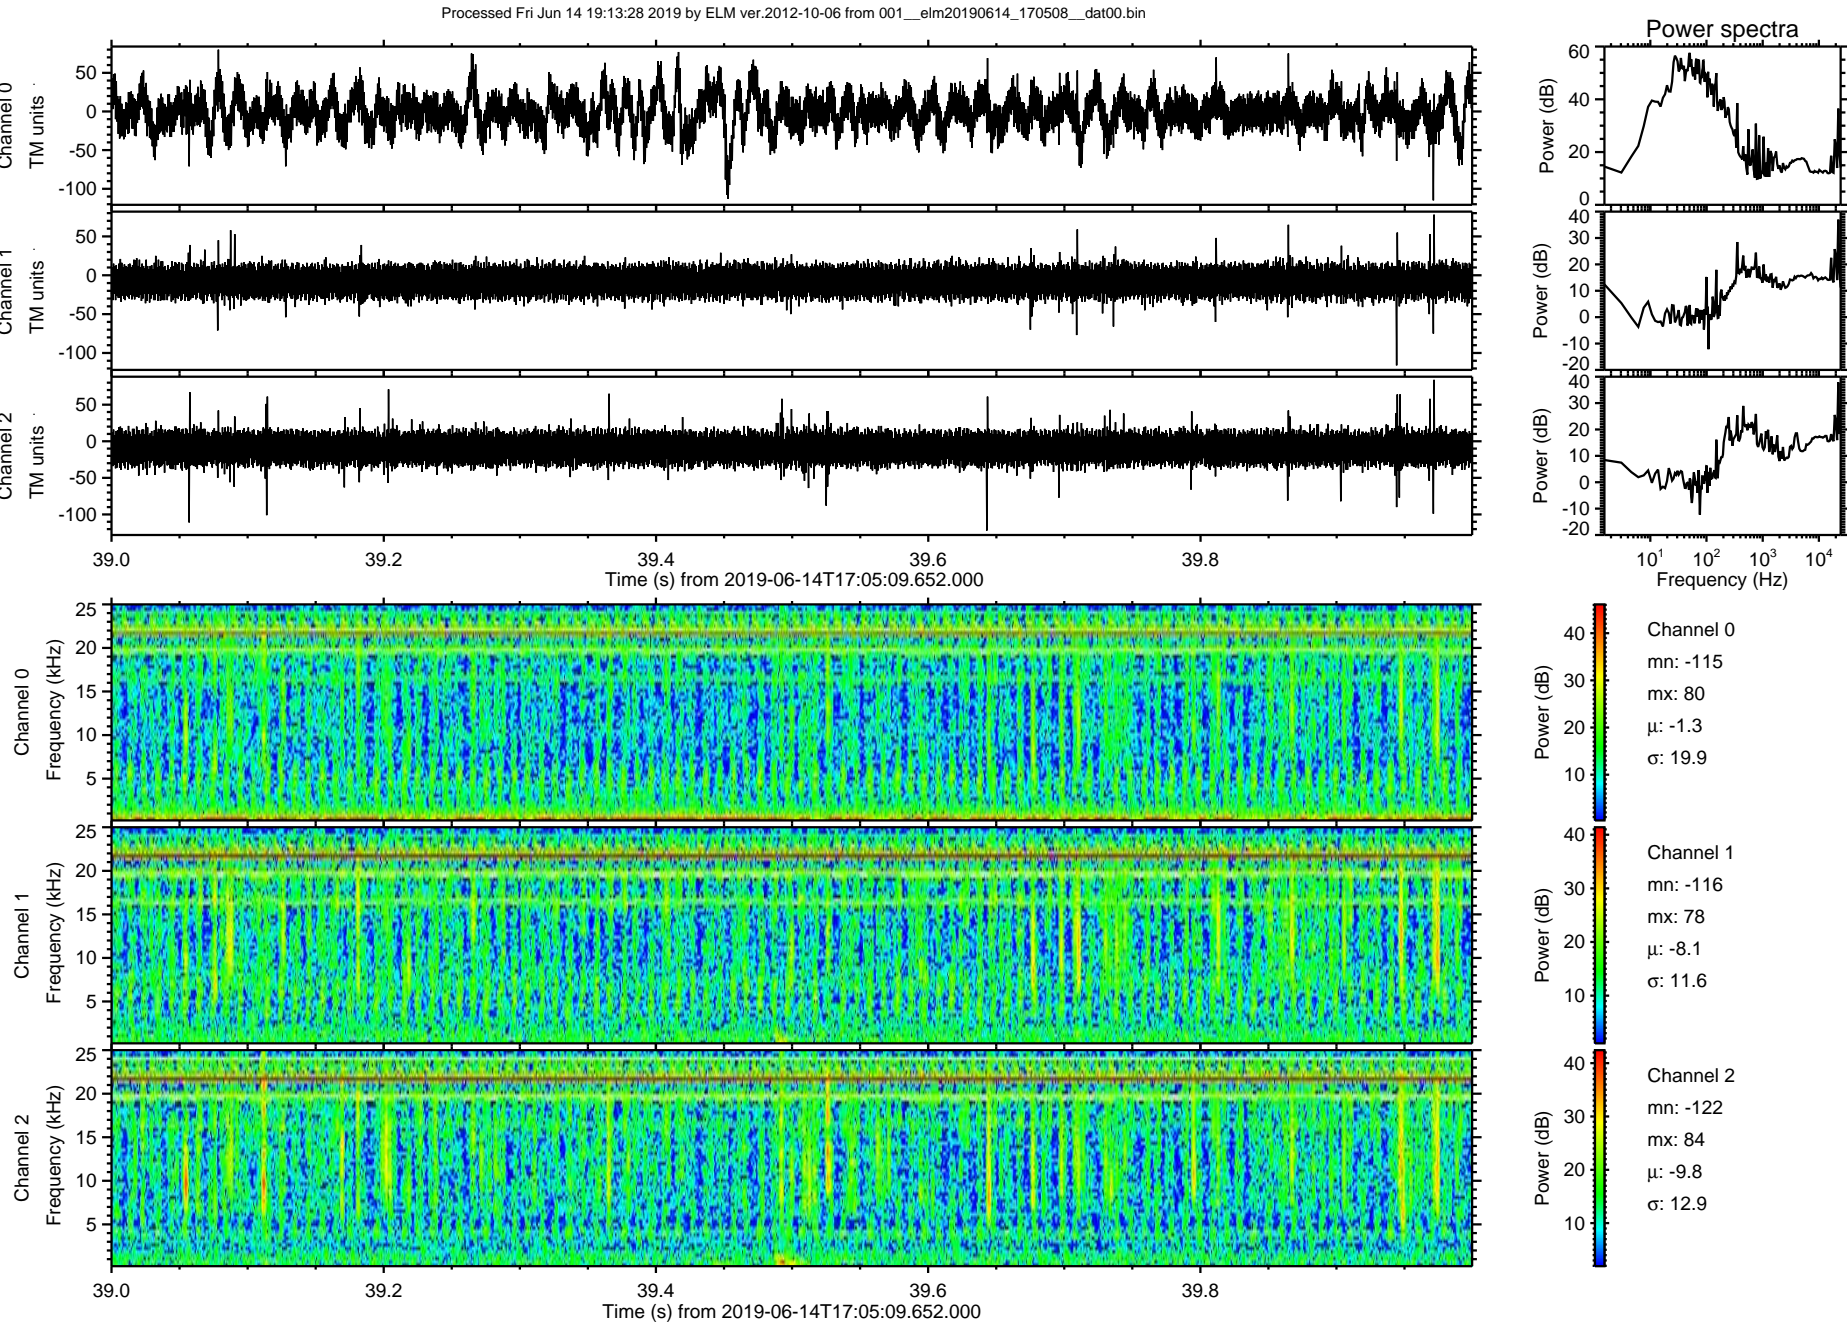 Processed Fri Jun 14 19:13:28 2019 by ELM ver.2012-10-06 from 001__elm20190614_170508__dat00.bin
Power spectra
Channel 0
TM units
50
0
-50
-100
Power (dB)
60
40
20
0
Channel 1
TM units
50
0
-50
-100
Power (dB)
40
30
20
10
0
-10
-20
Channel 2
TM units
50
0
-50
-100
Power (dB)
40
30
20
10
0
-10
-20
39.0 39.2 39.4 39.6 39.8
Time (s) from 2019-06-14T17:05:09.652.000
10¹ 10² 10³ 10⁴
Frequency (Hz)
Channel 0
Frequency (kHz)
25
20
15
10
5
Power (dB)
40
30
20
10
Channel 0
mn: -115
mx: 80
μ: -1.3
σ: 19.9
Channel 1
Frequency (kHz)
25
20
15
10
5
Power (dB)
40
30
20
10
Channel 1
mn: -116
mx: 78
μ: -8.1
σ: 11.6
Channel 2
Frequency (kHz)
25
20
15
10
5
Power (dB)
40
30
20
10
Channel 2
mn: -122
mx: 84
μ: -9.8
σ: 12.9
39.0 39.2 39.4 39.6 39.8
Time (s) from 2019-06-14T17:05:09.652.000